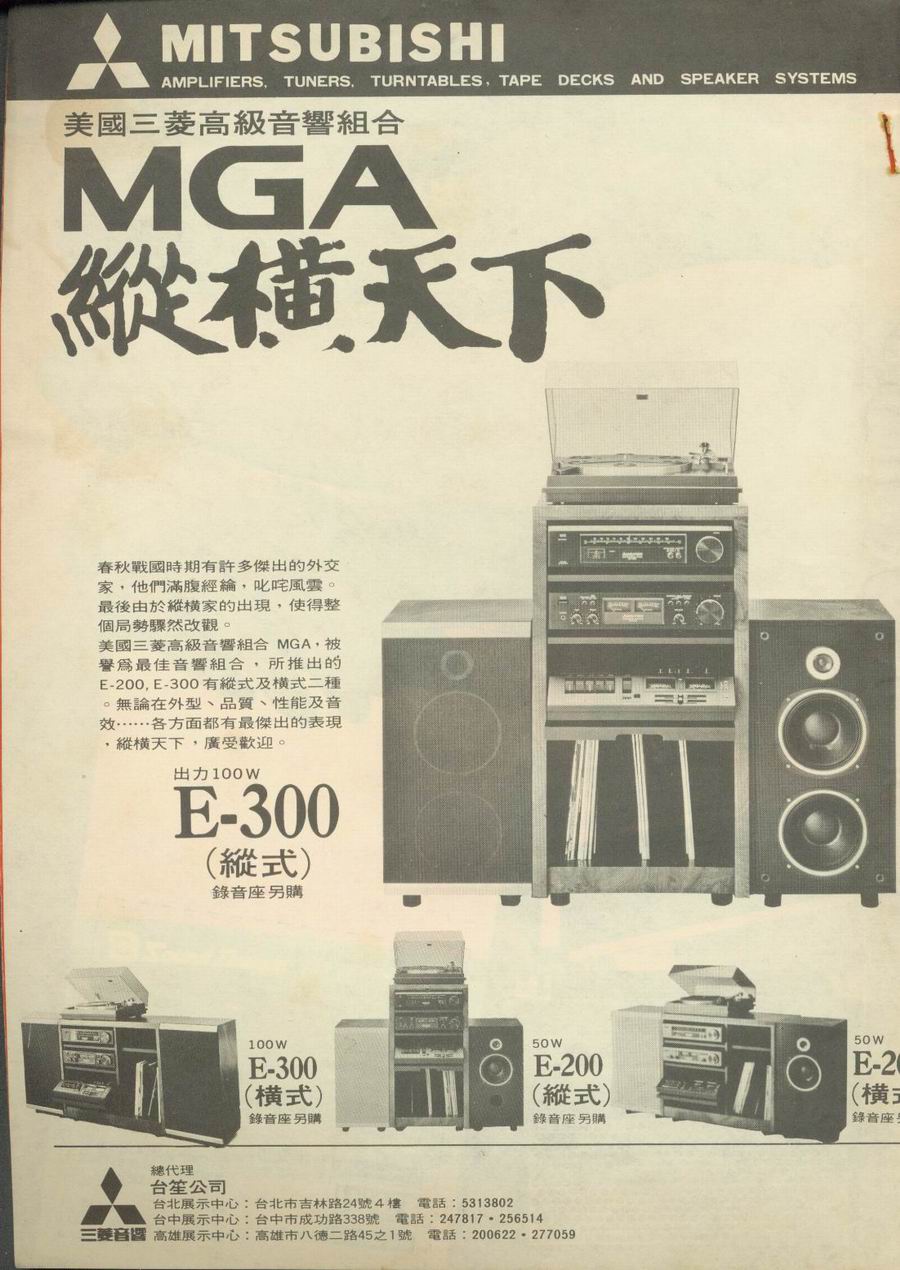 MITSUBISHI
AMPLIFIERS, TUNERS, TURNTABLES, TAPE DECKS AND SPEAKER SYSTEMS
美國三菱高級音響組合
MGA
縱橫天下
春秋戰國時期有許多傑出的外交
家，他們滿腹經綸，叱咤風雲。
最後由於縱橫家的出現，使得整
個局勢驟然改觀。
美國三菱高級音響組合 MGA，被
譽爲最佳音響組合，所推出的
E-200, E-300有縱式及橫式二種
。無論在外型、品質、性能及音
效……各方面都有最傑出的表現
，縱橫天下，廣受歡迎。
出力100W
E-300
（縱式）
錄音座另購
100W
E-300
（橫式）
錄音座另購
50W
E-200
（縱式）
錄音座另購
50W
E-20
（橫式
錄音座另
總代理
台笙公司
台北展示中心：台北市吉林路24號4樓 電話：5313802
台中展示中心：台中市成功路338號 電話：247817・256514
三菱音響 高雄展示中心：高雄市八德二路45之1號 電話：200622・277059